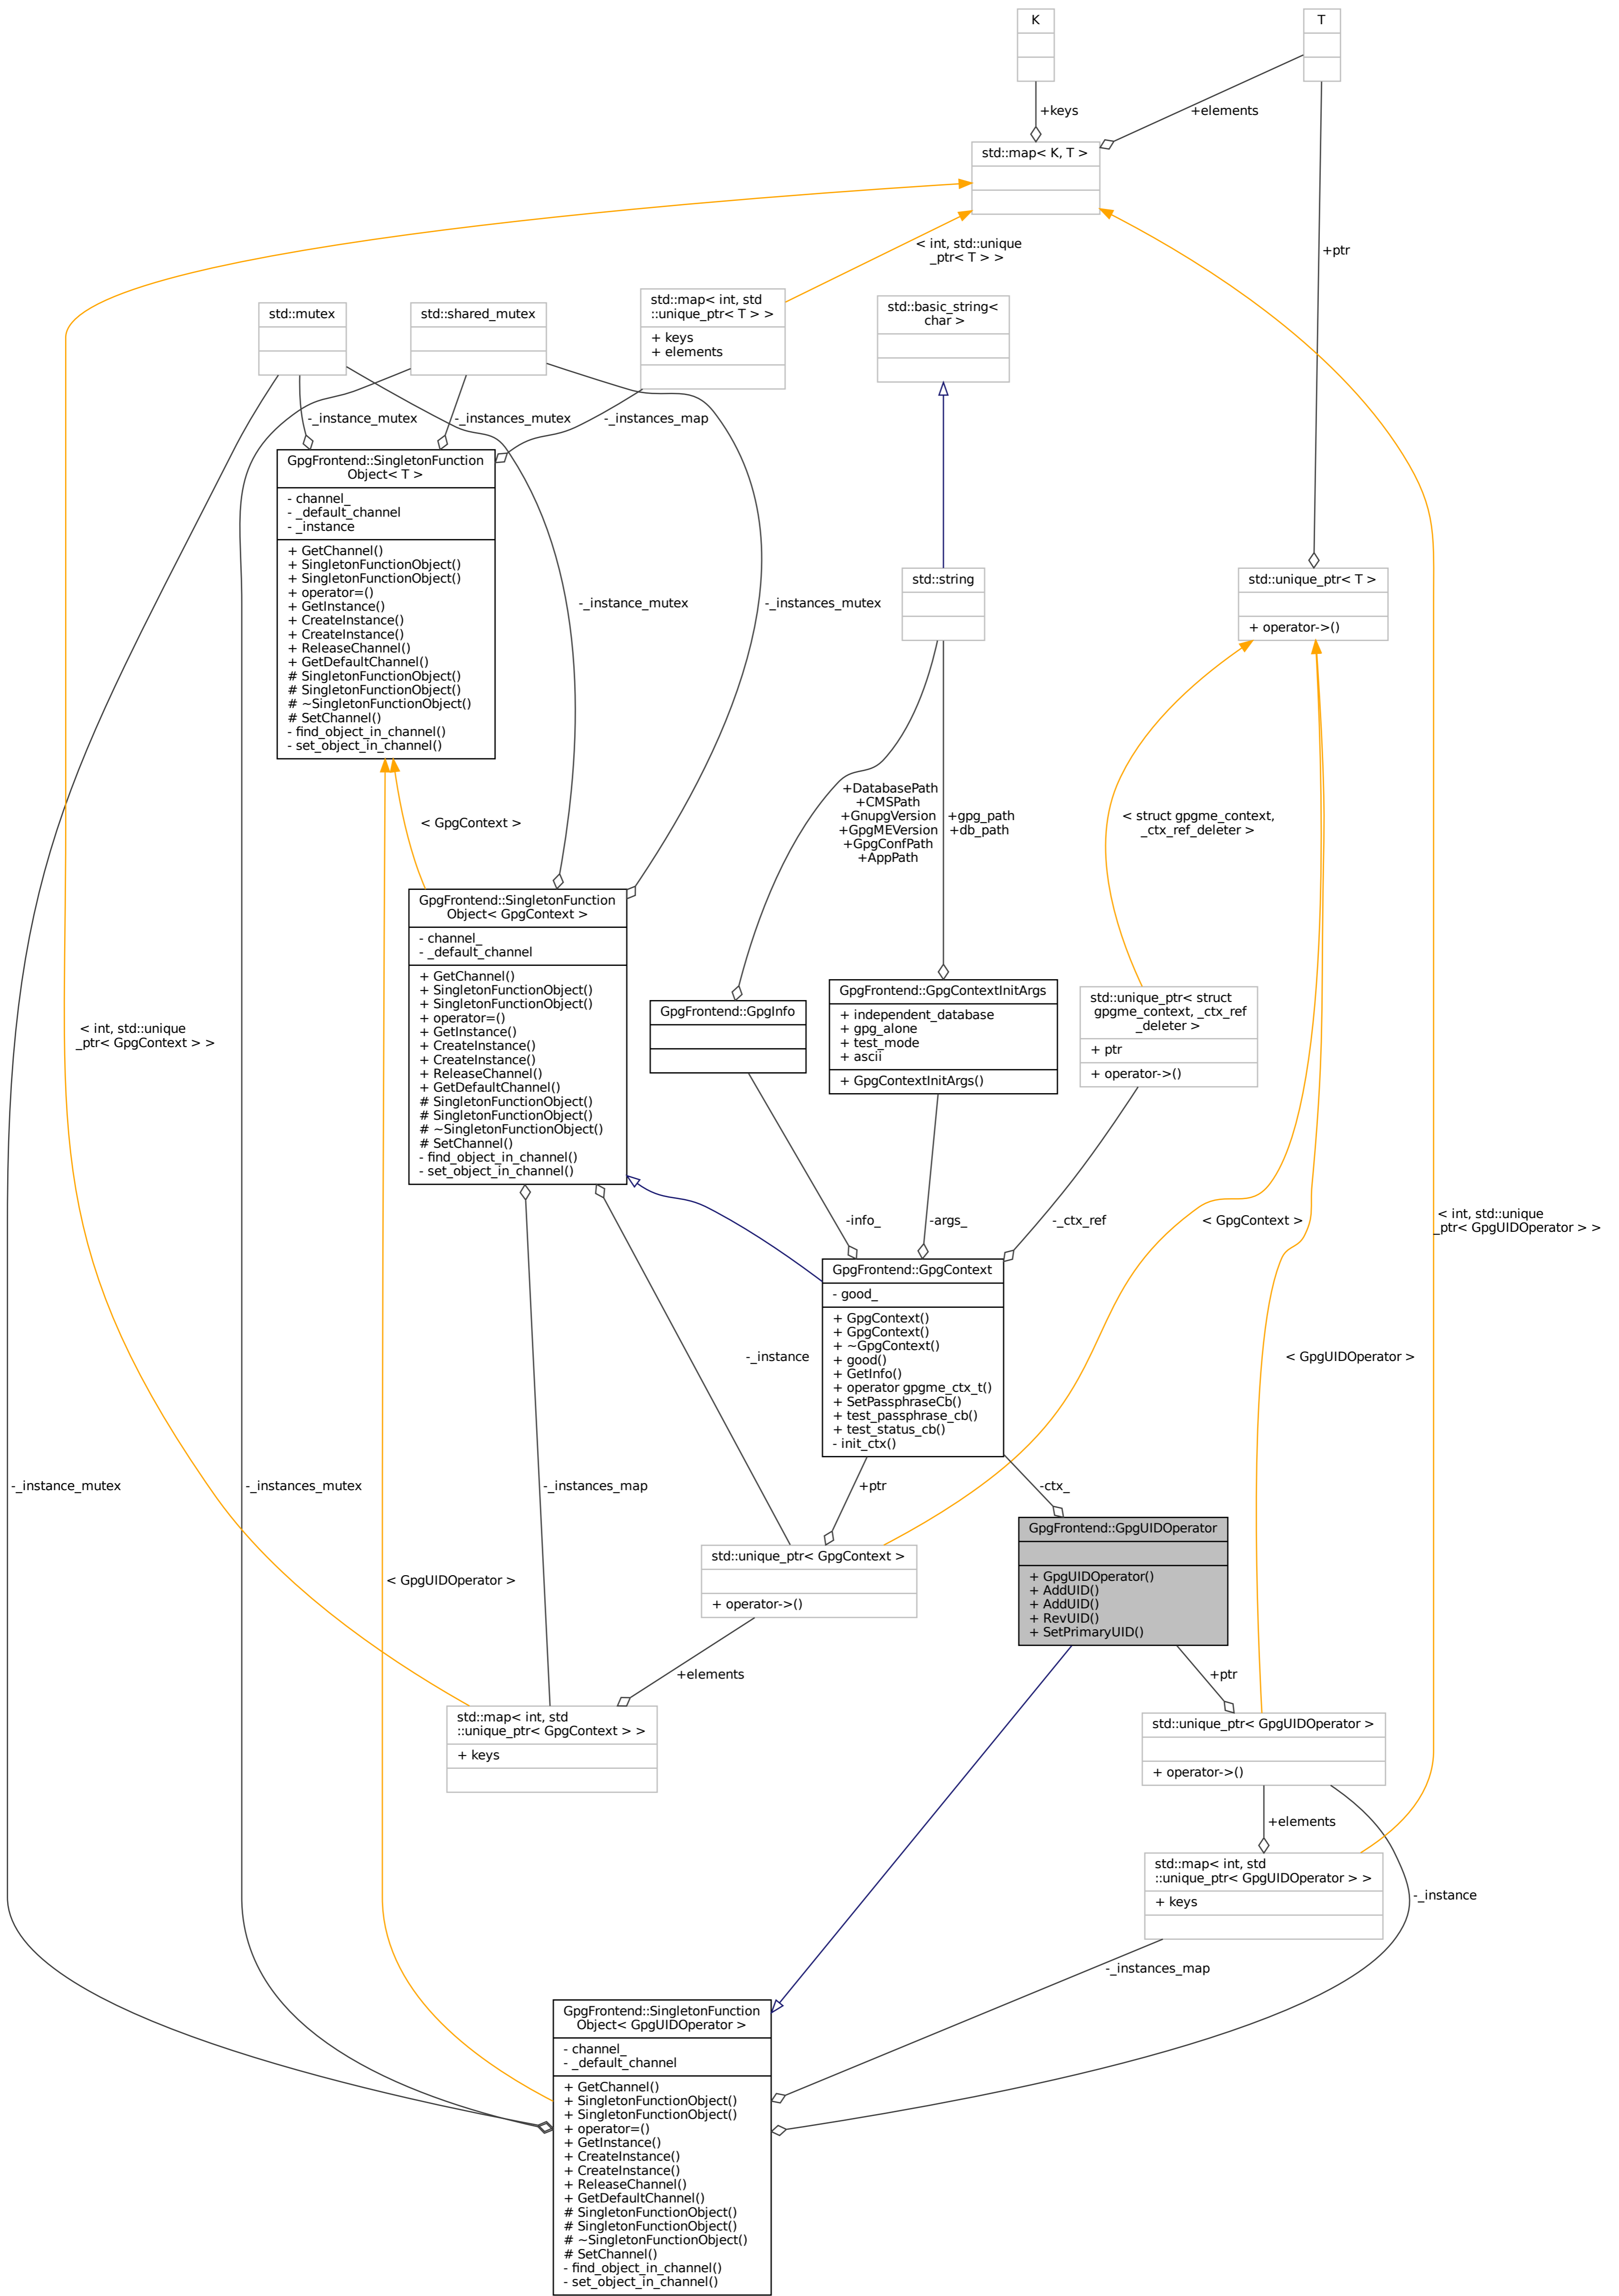 K
T
+keys
+elements
std::map< K, T >
< int, std::unique
_ptr< T > >
+ptr
std::mutex
std::shared_mutex
std::map< int, std
::unique_ptr< T > >
+ keys
+ elements
std::basic_string<
char >
-_instance_mutex
-_instances_mutex
-_instances_map
GpgFrontend::SingletonFunction
Object< T >
- channel_
- _default_channel
- _instance
+ GetChannel()
+ SingletonFunctionObject()
+ SingletonFunctionObject()
+ operator=()
+ GetInstance()
+ CreateInstance()
+ CreateInstance()
+ ReleaseChannel()
+ GetDefaultChannel()
# SingletonFunctionObject()
# SingletonFunctionObject()
# ~SingletonFunctionObject()
# SetChannel()
- find_object_in_channel()
- set_object_in_channel()
-_instance_mutex
-_instances_mutex
std::string
std::unique_ptr< T >
+ operator->()
< GpgContext >
+DatabasePath
+CMSPath
+GnupgVersion
+GpgMEVersion
+GpgConfPath
+AppPath
+gpg_path
+db_path
< struct gpgme_context,
_ctx_ref_deleter >
GpgFrontend::SingletonFunction
Object< GpgContext >
- channel_
- _default_channel
+ GetChannel()
+ SingletonFunctionObject()
+ SingletonFunctionObject()
+ operator=()
+ GetInstance()
+ CreateInstance()
+ CreateInstance()
+ ReleaseChannel()
+ GetDefaultChannel()
# SingletonFunctionObject()
# SingletonFunctionObject()
# ~SingletonFunctionObject()
# SetChannel()
- find_object_in_channel()
- set_object_in_channel()
GpgFrontend::GpgInfo
GpgFrontend::GpgContextInitArgs
+ independent_database
+ gpg_alone
+ test_mode
+ ascii
+ GpgContextInitArgs()
std::unique_ptr< struct
gpgme_context, _ctx_ref
_deleter >
+ ptr
+ operator->()
< int, std::unique
_ptr< GpgContext > >
-info_
-args_
-_ctx_ref
< GpgContext >
< int, std::unique
_ptr< GpgUIDOperator > >
GpgFrontend::GpgContext
- good_
+ GpgContext()
+ GpgContext()
+ ~GpgContext()
+ good()
+ GetInfo()
+ operator gpgme_ctx_t()
+ SetPassphraseCb()
+ test_passphrase_cb()
+ test_status_cb()
- init_ctx()
-_instance
< GpgUIDOperator >
-_instance_mutex
-_instances_mutex
-_instances_map
+ptr
-ctx_
GpgFrontend::GpgUIDOperator
+ GpgUIDOperator()
+ AddUID()
+ AddUID()
+ RevUID()
+ SetPrimaryUID()
std::unique_ptr< GpgContext >
+ operator->()
< GpgUIDOperator >
+elements
+ptr
std::map< int, std
::unique_ptr< GpgContext > >
+ keys
std::unique_ptr< GpgUIDOperator >
+ operator->()
+elements
std::map< int, std
::unique_ptr< GpgUIDOperator > >
+ keys
-_instance
-_instances_map
GpgFrontend::SingletonFunction
Object< GpgUIDOperator >
- channel_
- _default_channel
+ GetChannel()
+ SingletonFunctionObject()
+ SingletonFunctionObject()
+ operator=()
+ GetInstance()
+ CreateInstance()
+ CreateInstance()
+ ReleaseChannel()
+ GetDefaultChannel()
# SingletonFunctionObject()
# SingletonFunctionObject()
# ~SingletonFunctionObject()
# SetChannel()
- find_object_in_channel()
- set_object_in_channel()